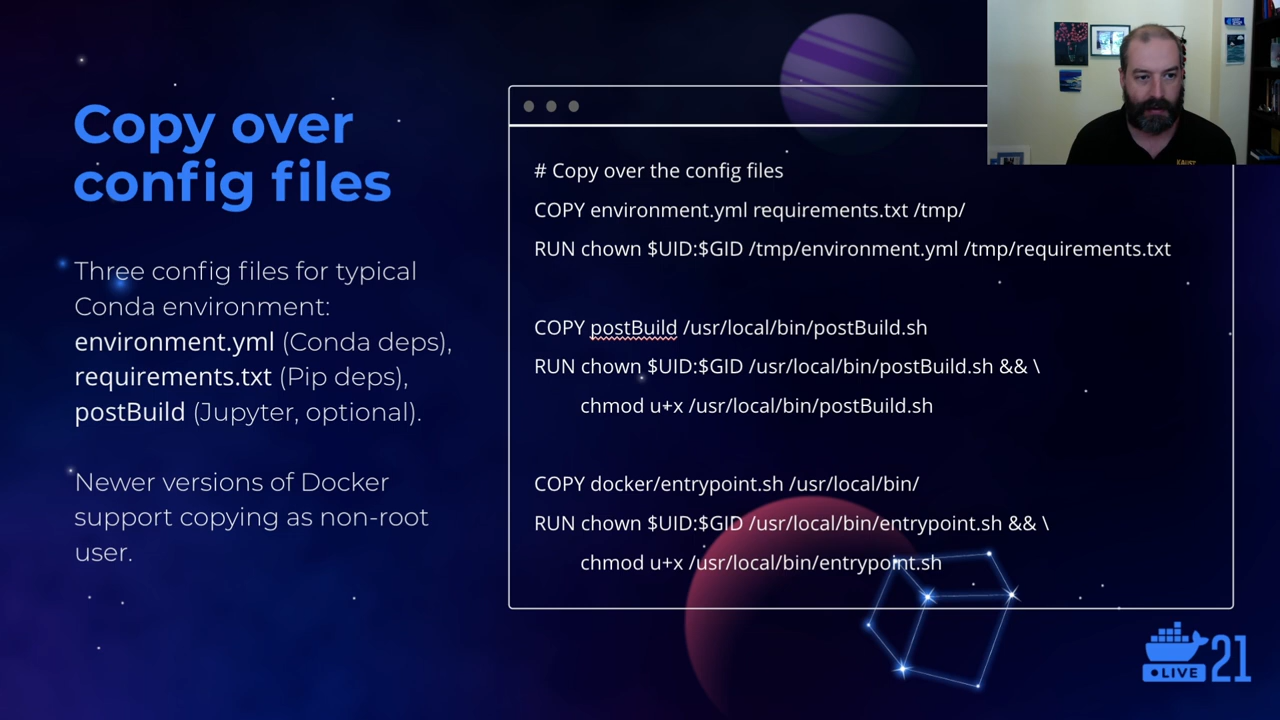 Copy over
config files
Three config files for typical
Conda environment:
environment.yml (Conda deps),
requirements.txt (Pip deps),
postBuild (Jupyter, optional).
Newer versions of Docker
support copying as non-root
user.
# Copy over the config files
COPY environment.yml requirements.txt /tmp/
RUN chown $UID:$GID /tmp/environment.yml /tmp/requirements.txt
COPY postBuild /usr/local/bin/postBuild.sh
RUN chown $UID:$GID /usr/local/bin/postBuild.sh && \
chmod u+x /usr/local/bin/postBuild.sh
COPY docker/entrypoint.sh /usr/local/bin/
RUN chown $UID:$GID /usr/local/bin/entrypoint.sh && \
chmod u+x /usr/local/bin/entrypoint.sh
KAUST
LIVE 21